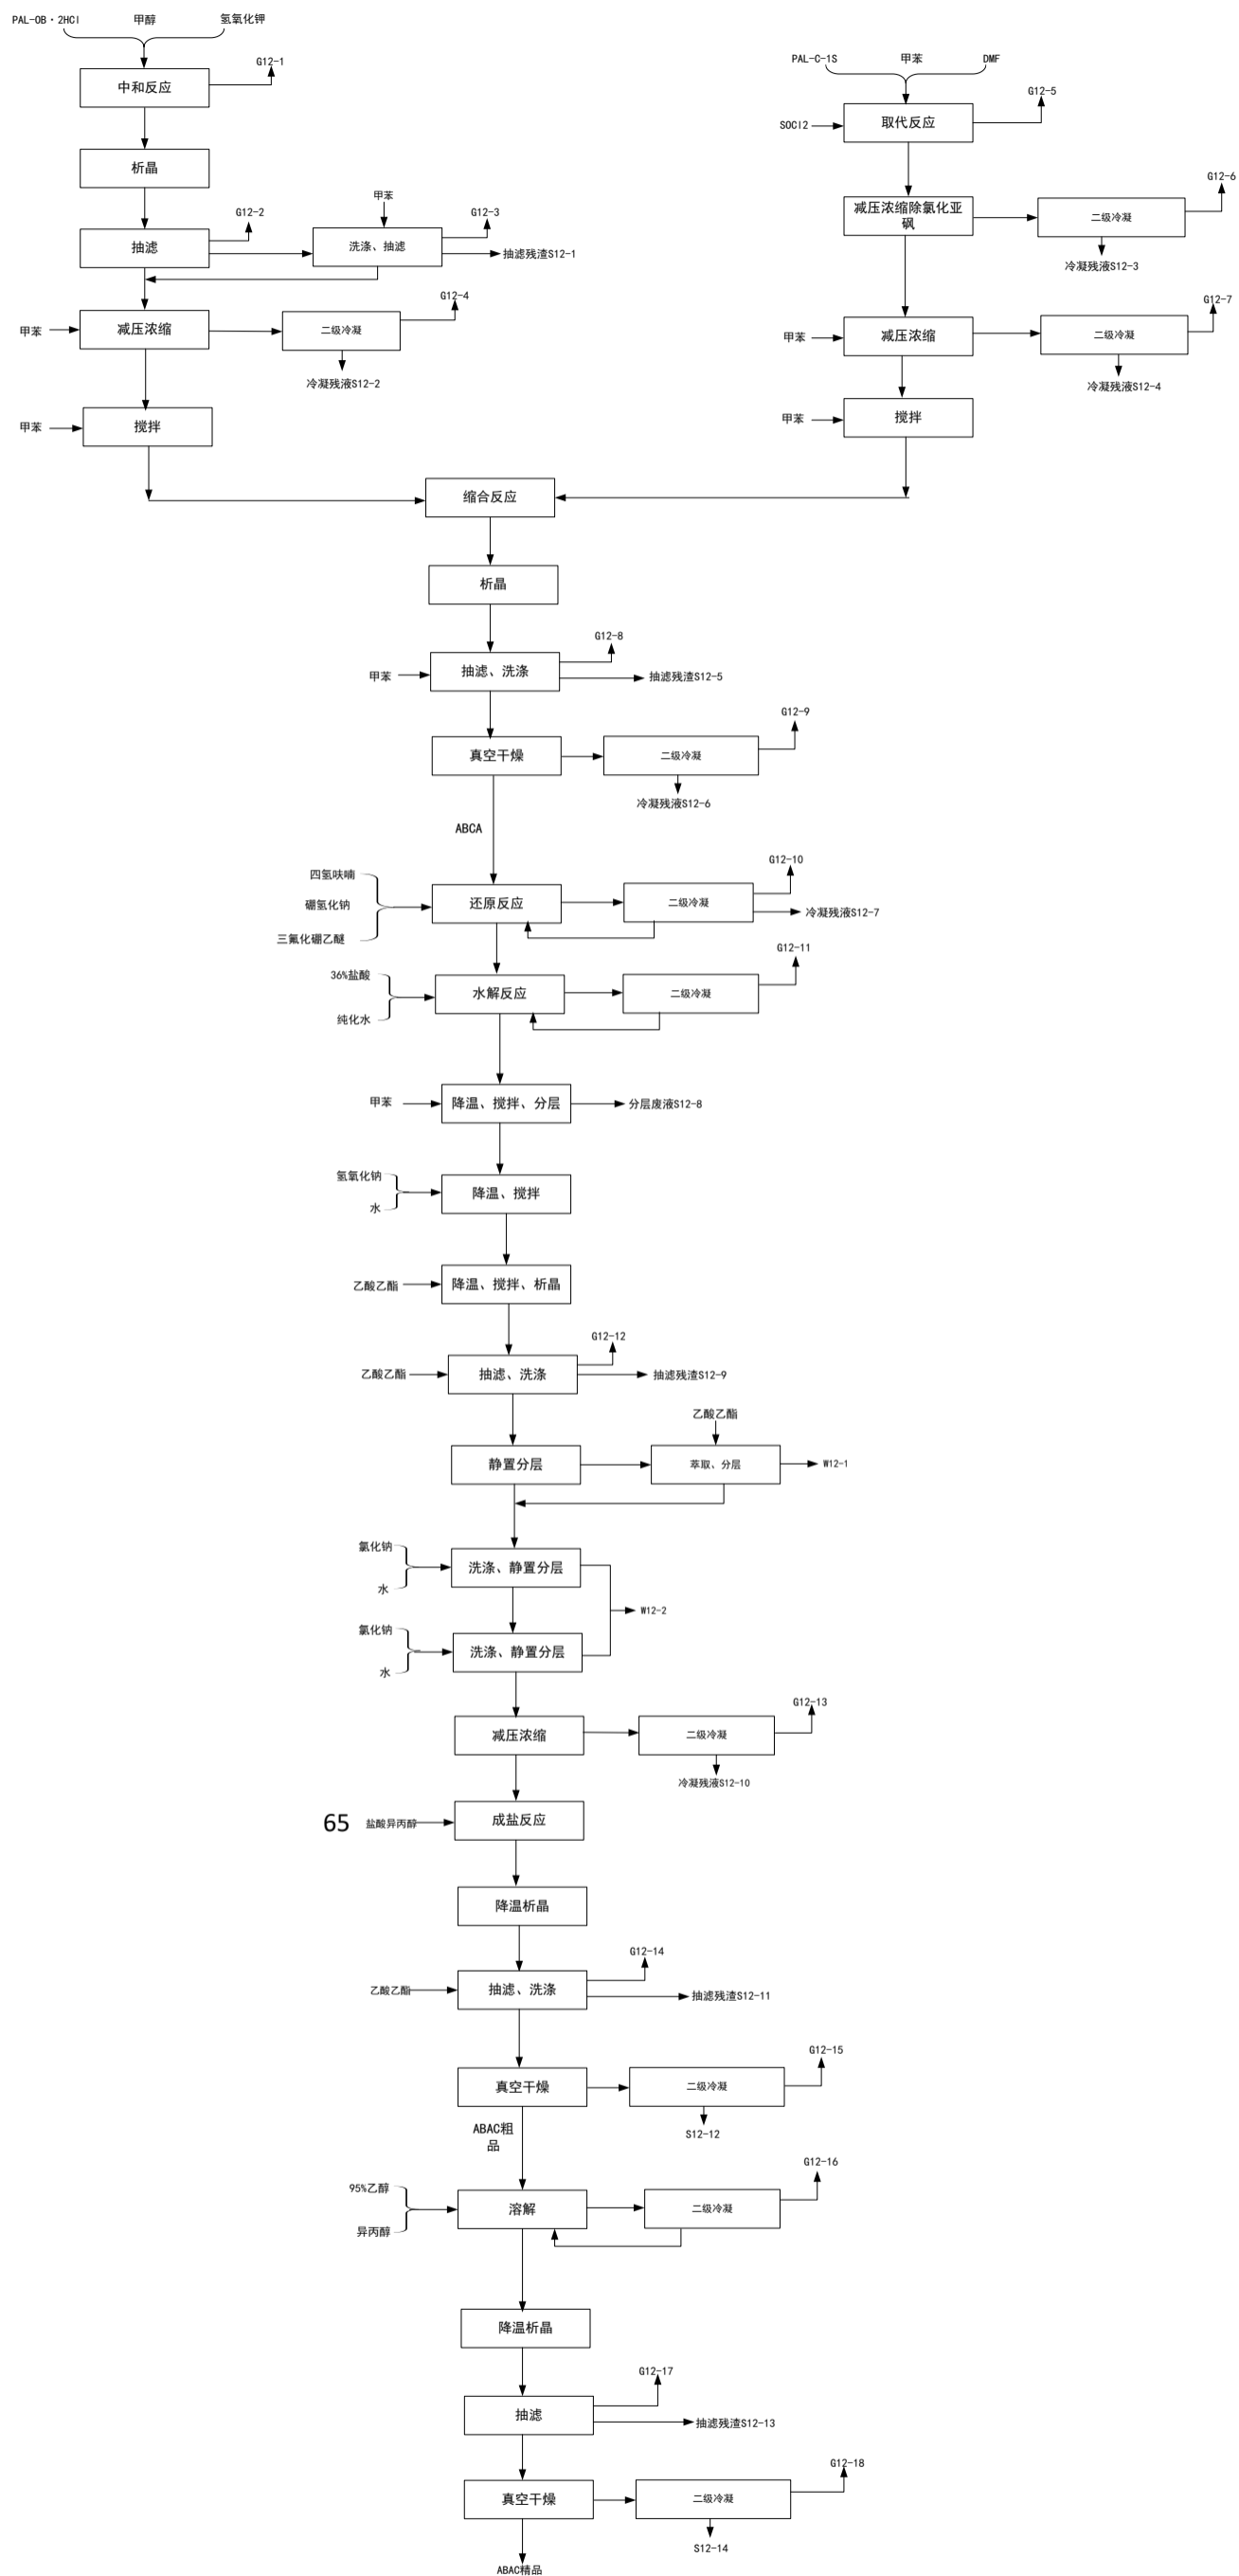 PAL-OB·2HCl
甲醇
氢氧化钾
G12-1
中和反应
析晶
G12-2
抽滤
甲苯
G12-3
洗涤、抽滤
抽滤残渣S12-1
甲苯
减压浓缩
G12-4
二级冷凝
冷凝残液S12-2
甲苯
搅拌
PAL-C-1S
甲苯
DMF
SOCl2
取代反应
G12-5
减压浓缩除氯化亚
砜
G12-6
二级冷凝
冷凝残液S12-3
甲苯
减压浓缩
G12-7
二级冷凝
冷凝残液S12-4
甲苯
搅拌
缩合反应
析晶
甲苯
抽滤、洗涤
G12-8
抽滤残渣S12-5
真空干燥
G12-9
二级冷凝
冷凝残液S12-6
ABCA
四氢呋喃
硼氢化钠
三氟化硼乙醚
还原反应
G12-10
二级冷凝
冷凝残液S12-7
36%盐酸
纯化水
水解反应
G12-11
二级冷凝
甲苯
降温、搅拌、分层
分层废液S12-8
氢氧化钠
水
降温、搅拌
乙酸乙酯
降温、搅拌、析晶
乙酸乙酯
抽滤、洗涤
G12-12
抽滤残渣S12-9
静置分层
乙酸乙酯
萃取、分层
W12-1
氯化钠
水
洗涤、静置分层
W12-2
氯化钠
水
洗涤、静置分层
减压浓缩
G12-13
二级冷凝
冷凝残液S12-10
65
盐酸异丙醇
成盐反应
降温析晶
乙酸乙酯
抽滤、洗涤
G12-14
抽滤残渣S12-11
真空干燥
G12-15
二级冷凝
S12-12
ABAC粗
品
95%乙醇
异丙醇
溶解
G12-16
二级冷凝
降温析晶
抽滤
G12-17
抽滤残渣S12-13
真空干燥
G12-18
二级冷凝
S12-14
ABAC精品